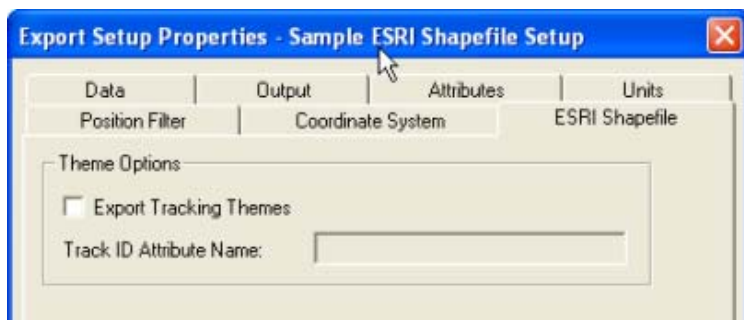 Export Setup Properties - Sample ESRI Shapefile Setup
Data Output Attributes Units
Position Filter Coordinate System ESRI Shapefile
Theme Options
Export Tracking Themes
Track ID Attribute Name: